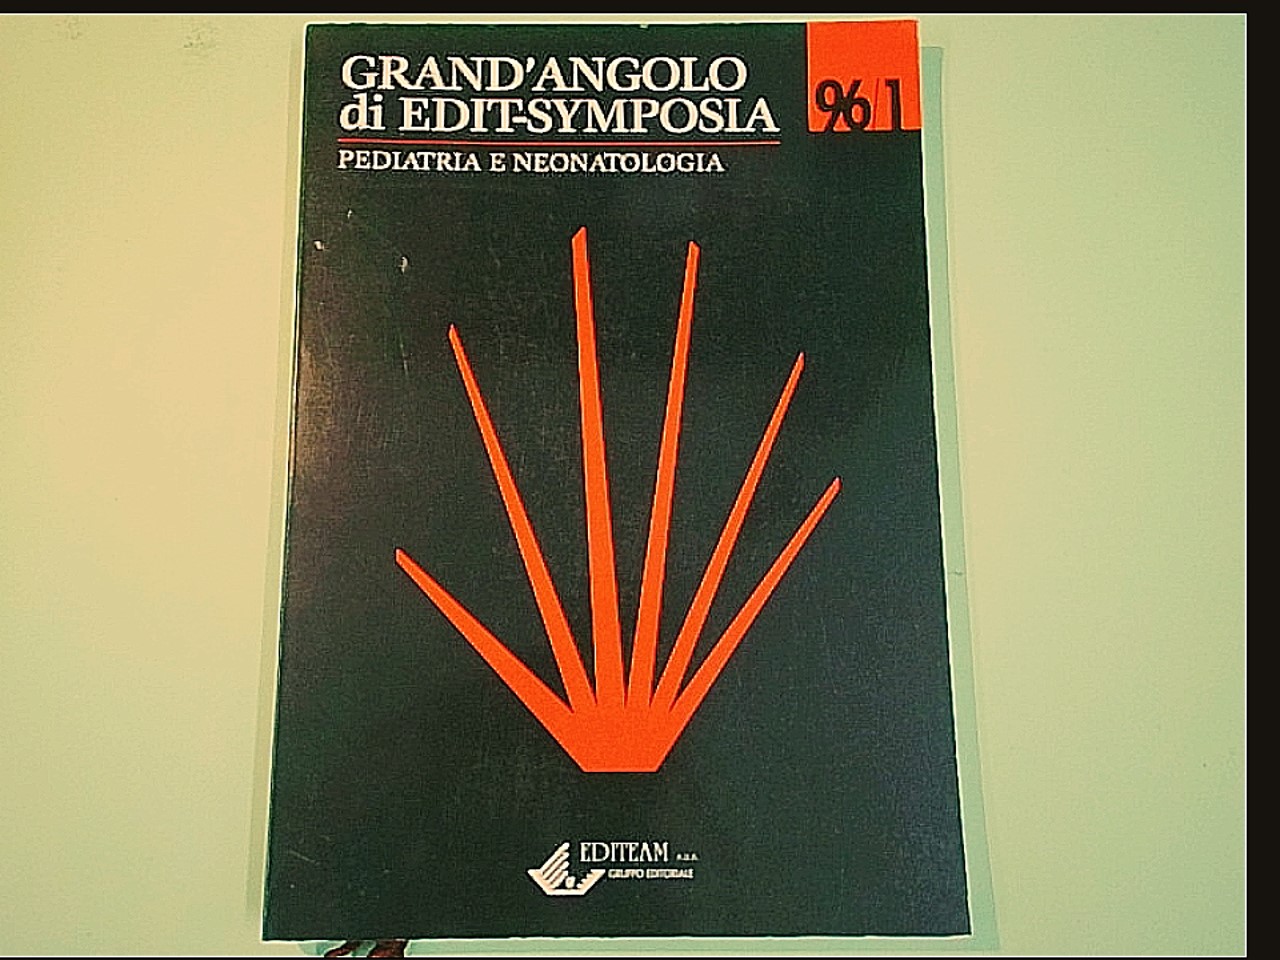 GRAND'ANGOLO
di EDIT-SYMPOSIA
96/1
PEDIATRIA E NEONATOLOGIA
EDITEAM
GRUPPO EDITORIALE